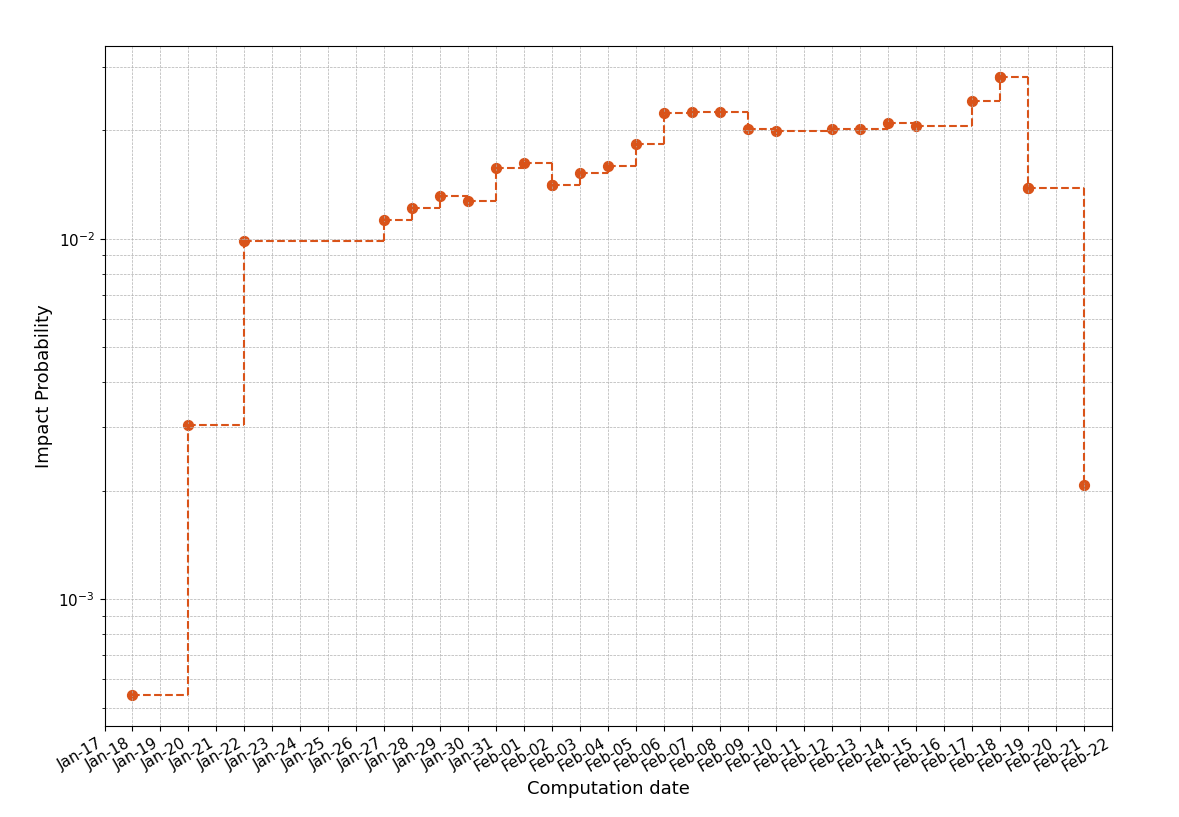 Impact Probability
10⁻²
10⁻³
Jan-17
Jan-18
Jan-19
Jan-20
Jan-21
Jan-22
Jan-23
Jan-24
Jan-25
Jan-26
Jan-27
Jan-28
Jan-29
Jan-30
Jan-31
Feb-01
Feb-02
Feb-03
Feb-04
Feb-05
Feb-06
Feb-07
Feb-08
Feb-09
Feb-10
Feb-11
Feb-12
Feb-13
Feb-14
Feb-15
Feb-16
Feb-17
Feb-18
Feb-19
Feb-20
Feb-21
Feb-22
Computation date